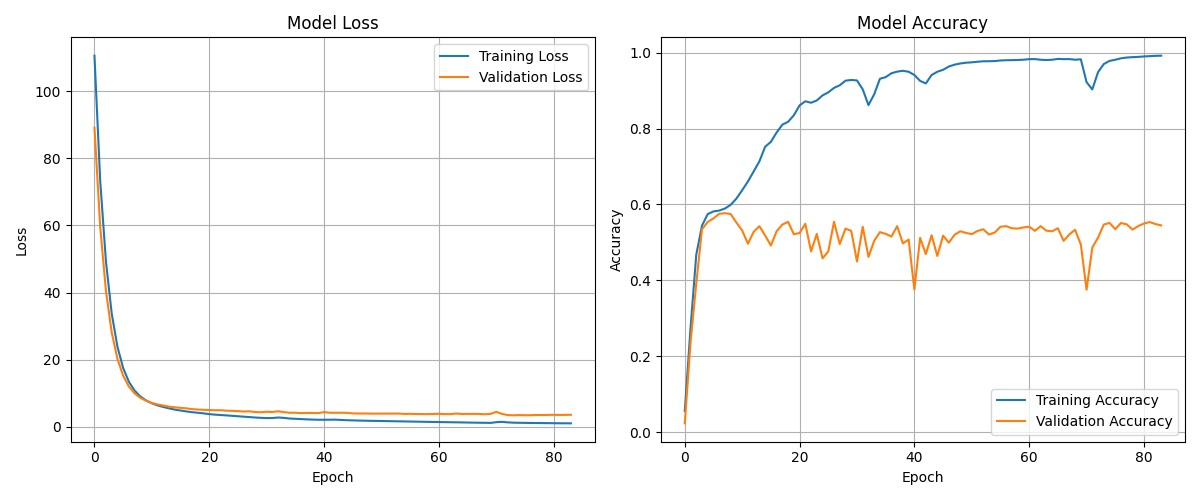 Model Loss
Training Loss
Validation Loss
Loss
100
80
60
40
20
0
0
20
40
60
80
Epoch
Model Accuracy
Accuracy
1.0
0.8
0.6
0.4
0.2
0.0
Training Accuracy
Validation Accuracy
0
20
40
60
80
Epoch